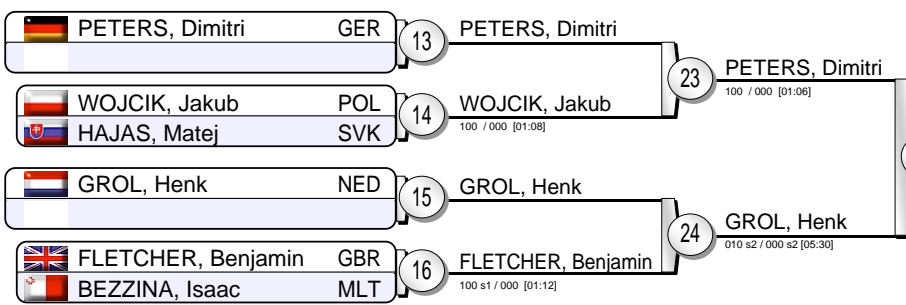 PETERS, Dimitri GER
13
PETERS, Dimitri
WOJCIK, Jakub POL
HAJAS, Matej SVK
14
WOJCIK, Jakub
100 / 000 [01:08]
23
PETERS, Dimitri
100 / 000 [01:06]
GROL, Henk NED
15
GROL, Henk
FLETCHER, Benjamin GBR
BEZZINA, Isaac MLT
16
FLETCHER, Benjamin
100 s1 / 000 [01:12]
24
GROL, Henk
010 s2 / 000 s2 [05:30]